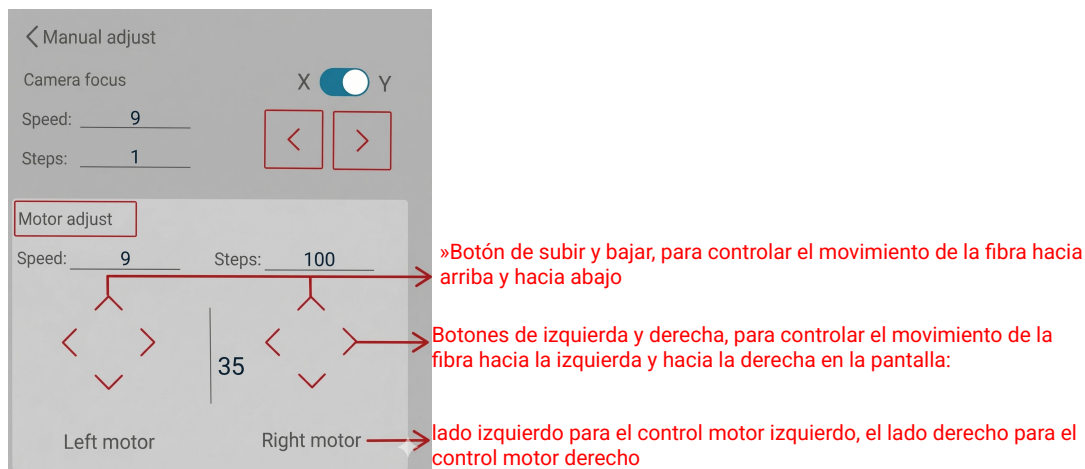 Manual adjust
Camera focus
X Y
Speed: 9
Steps: 1
Motor adjust
Speed: 9 Steps: 100
»Botón de subir y bajar, para controlar el movimiento de la fibra hacia
arriba y hacia abajo
Botones de izquierda y derecha, para controlar el movimiento de la
fibra hacia la izquierda y hacia la derecha en la pantalla:
35
Left motor Right motor
lado izquierdo para el control motor izquierdo, el lado derecho para el
control motor derecho